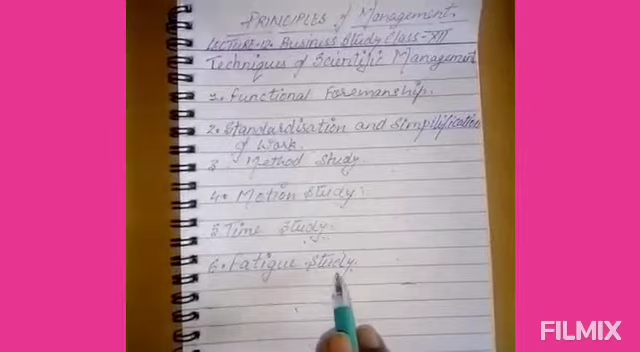 PRINCIPLES of Management.
LECTURE-12. Business Study Class-XII
Techniques of Scientific Management
1. Functional Foremanship.
2. Standardisation and Simplification
of Work.
3. Method Study
4. Motion Study
5 Time Study.
6. Fatigue Study.
FILMIX